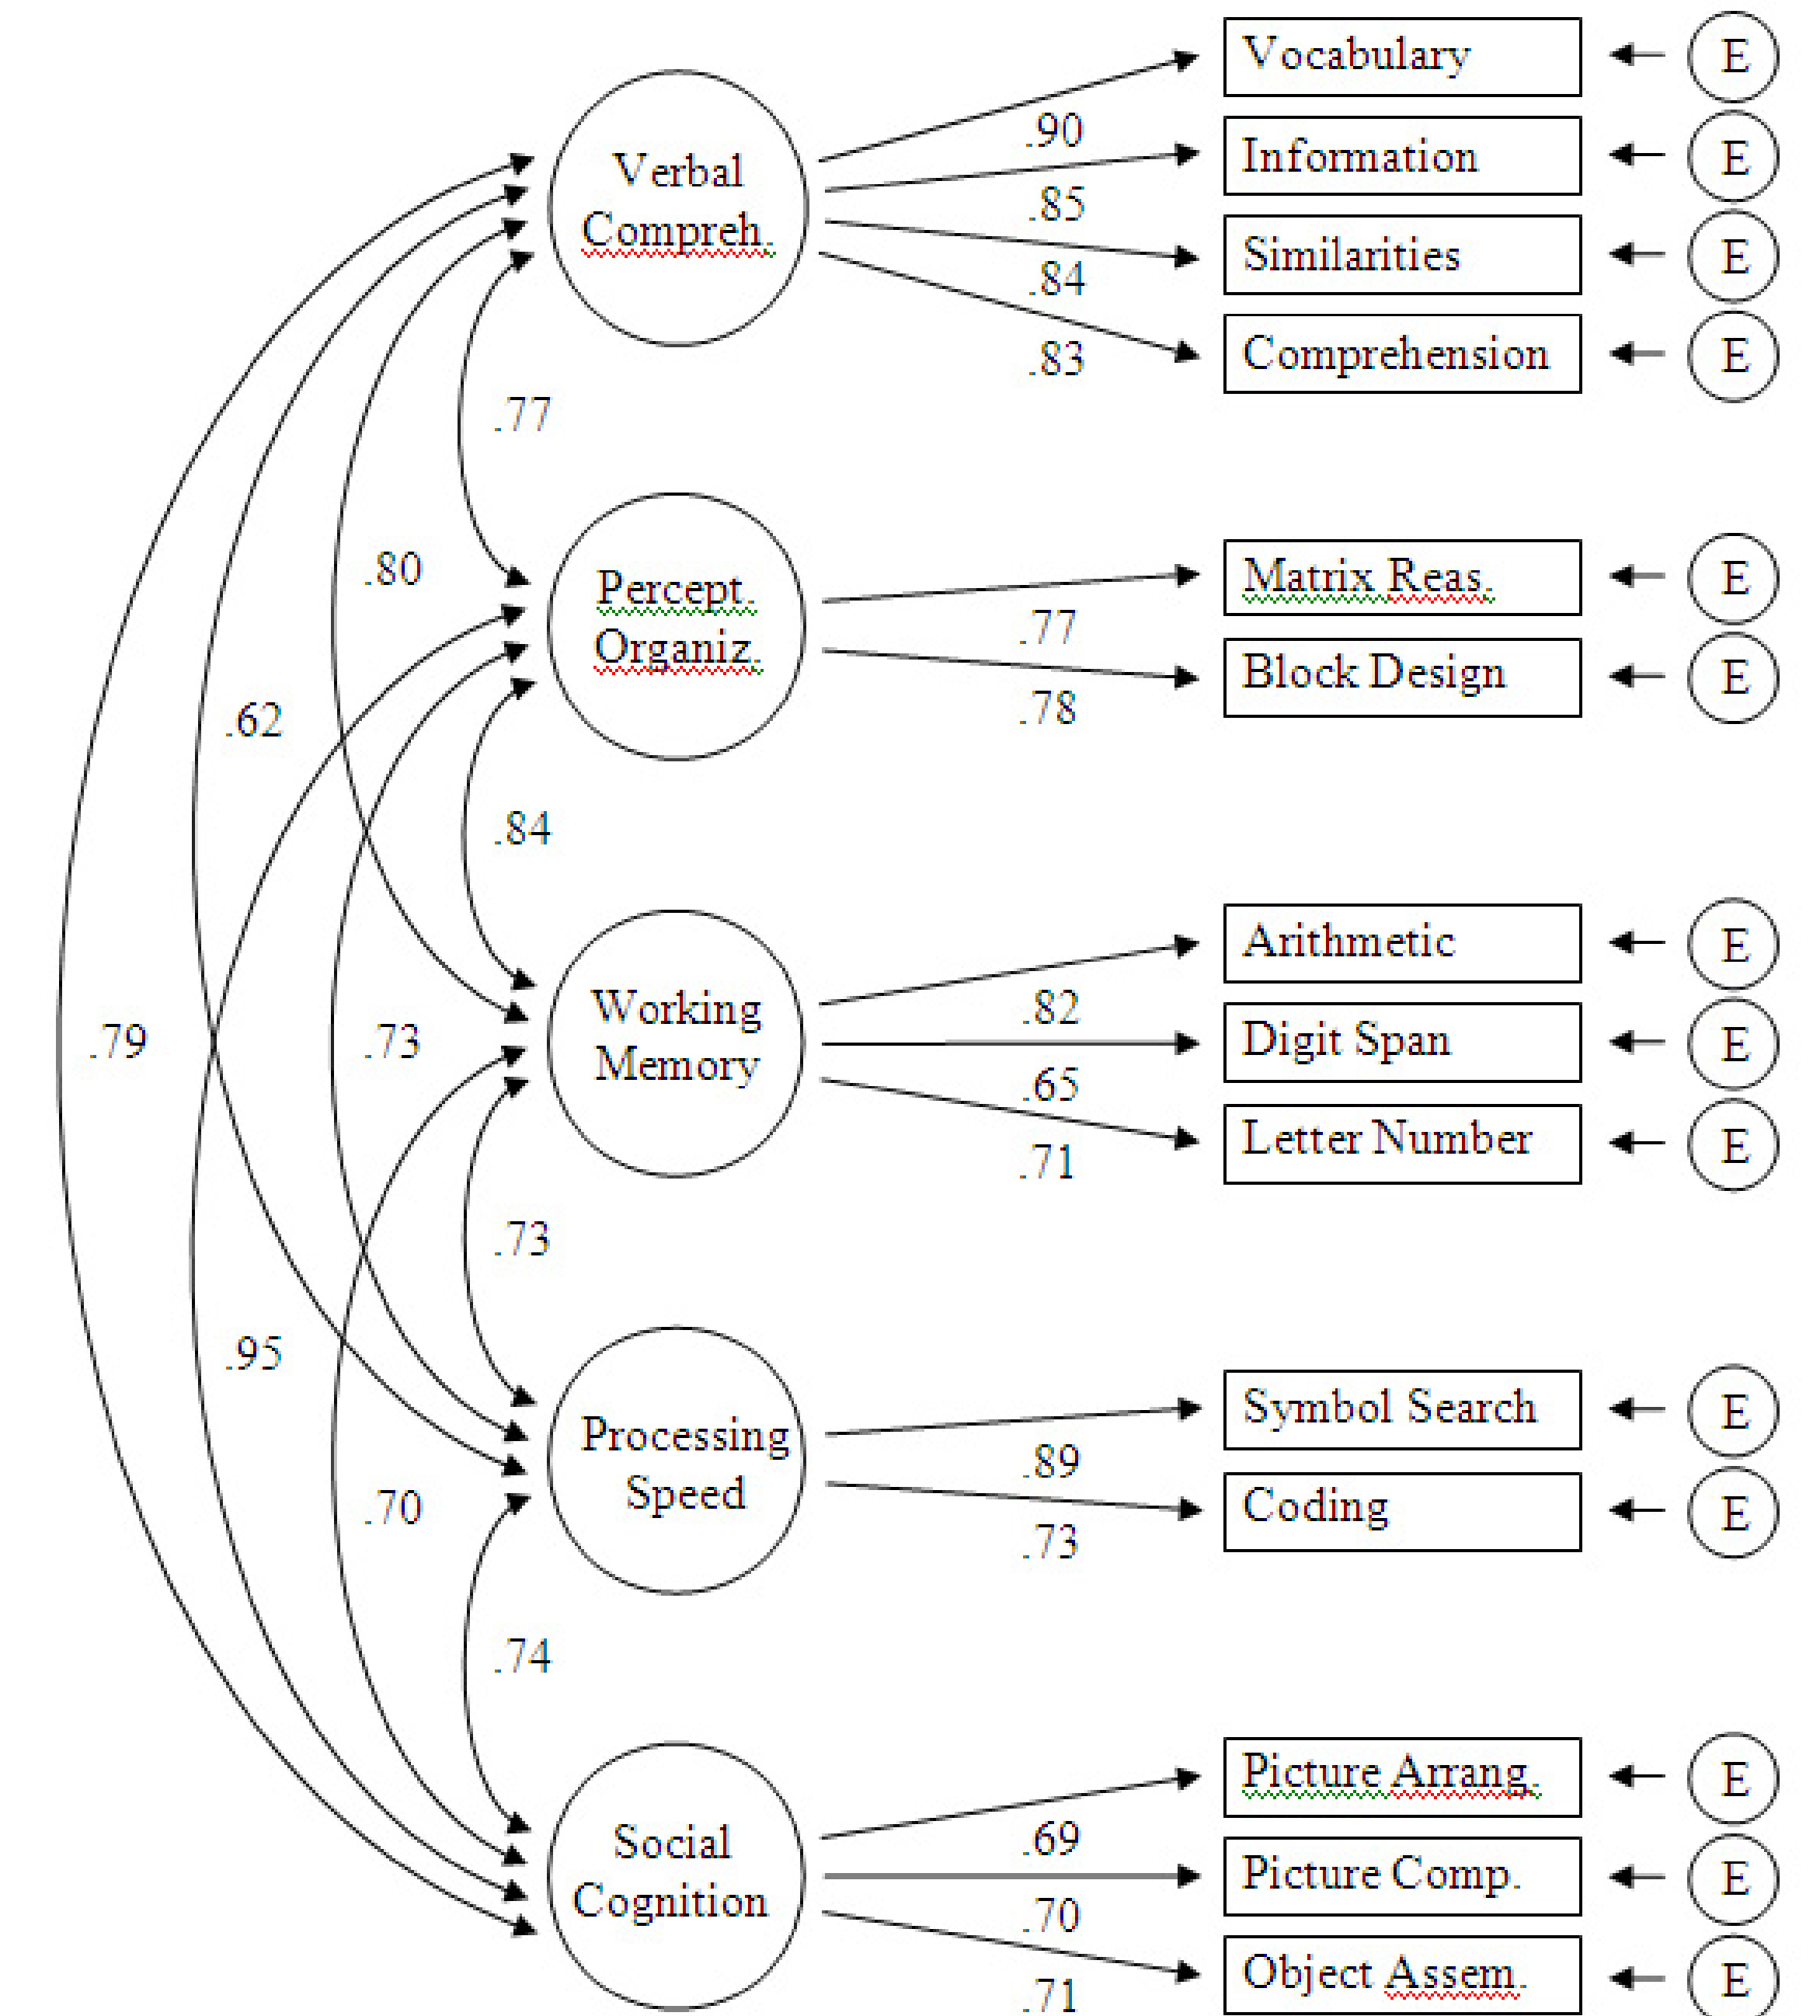 Vocabulary
E
.90
Information
E
.85
Similarities
E
.84
Comprehension
E
.83
Verbal
Compreh.
.77
.80
.62
.79
Percept.
Organiz.
Matrix Reas.
E
.77
Block Design
E
.78
.84
.73
.95
Working
Memory
Arithmetic
E
.82
Digit Span
E
.65
Letter Number
E
.71
.73
.70
Processing
Speed
Symbol Search
E
.89
Coding
E
.73
.74
Social
Cognition
Picture Arrang.
E
.69
Picture Comp.
E
.70
Object Assem.
E
.71